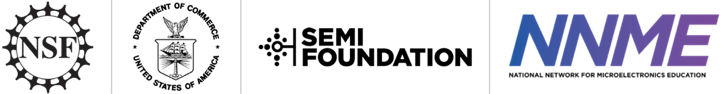 NSF
DEPARTMENT OF COMMERCE
UNITED STATES OF AMERICA
SEMI
FOUNDATION
NNME
NATIONAL NETWORK FOR MICROELECTRONICS EDUCATION